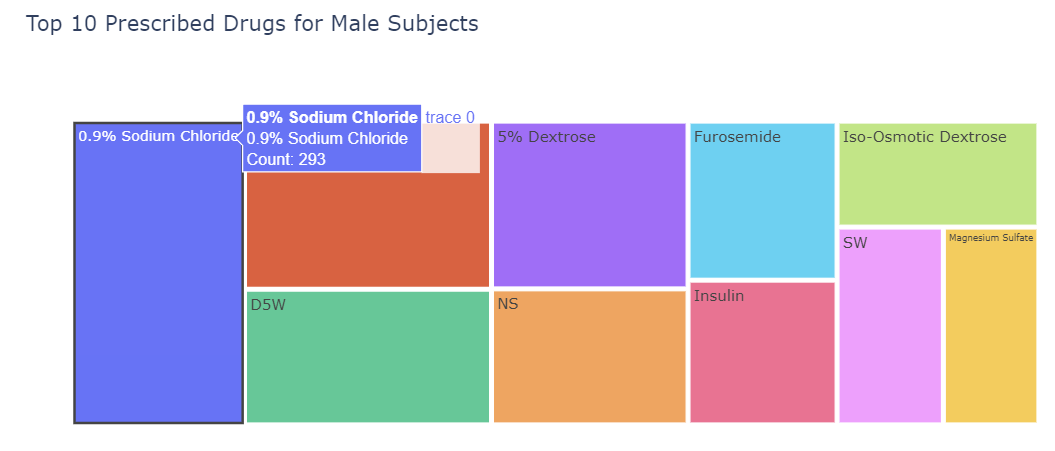 Top 10 Prescribed Drugs for Male Subjects
0.9% Sodium Chloride
0.9% Sodium Chloride trace 0
0.9% Sodium Chloride
Count: 293
5% Dextrose
Furosemide
Iso-Osmotic Dextrose
D5W
NS
Insulin
SW
Magnesium Sulfate